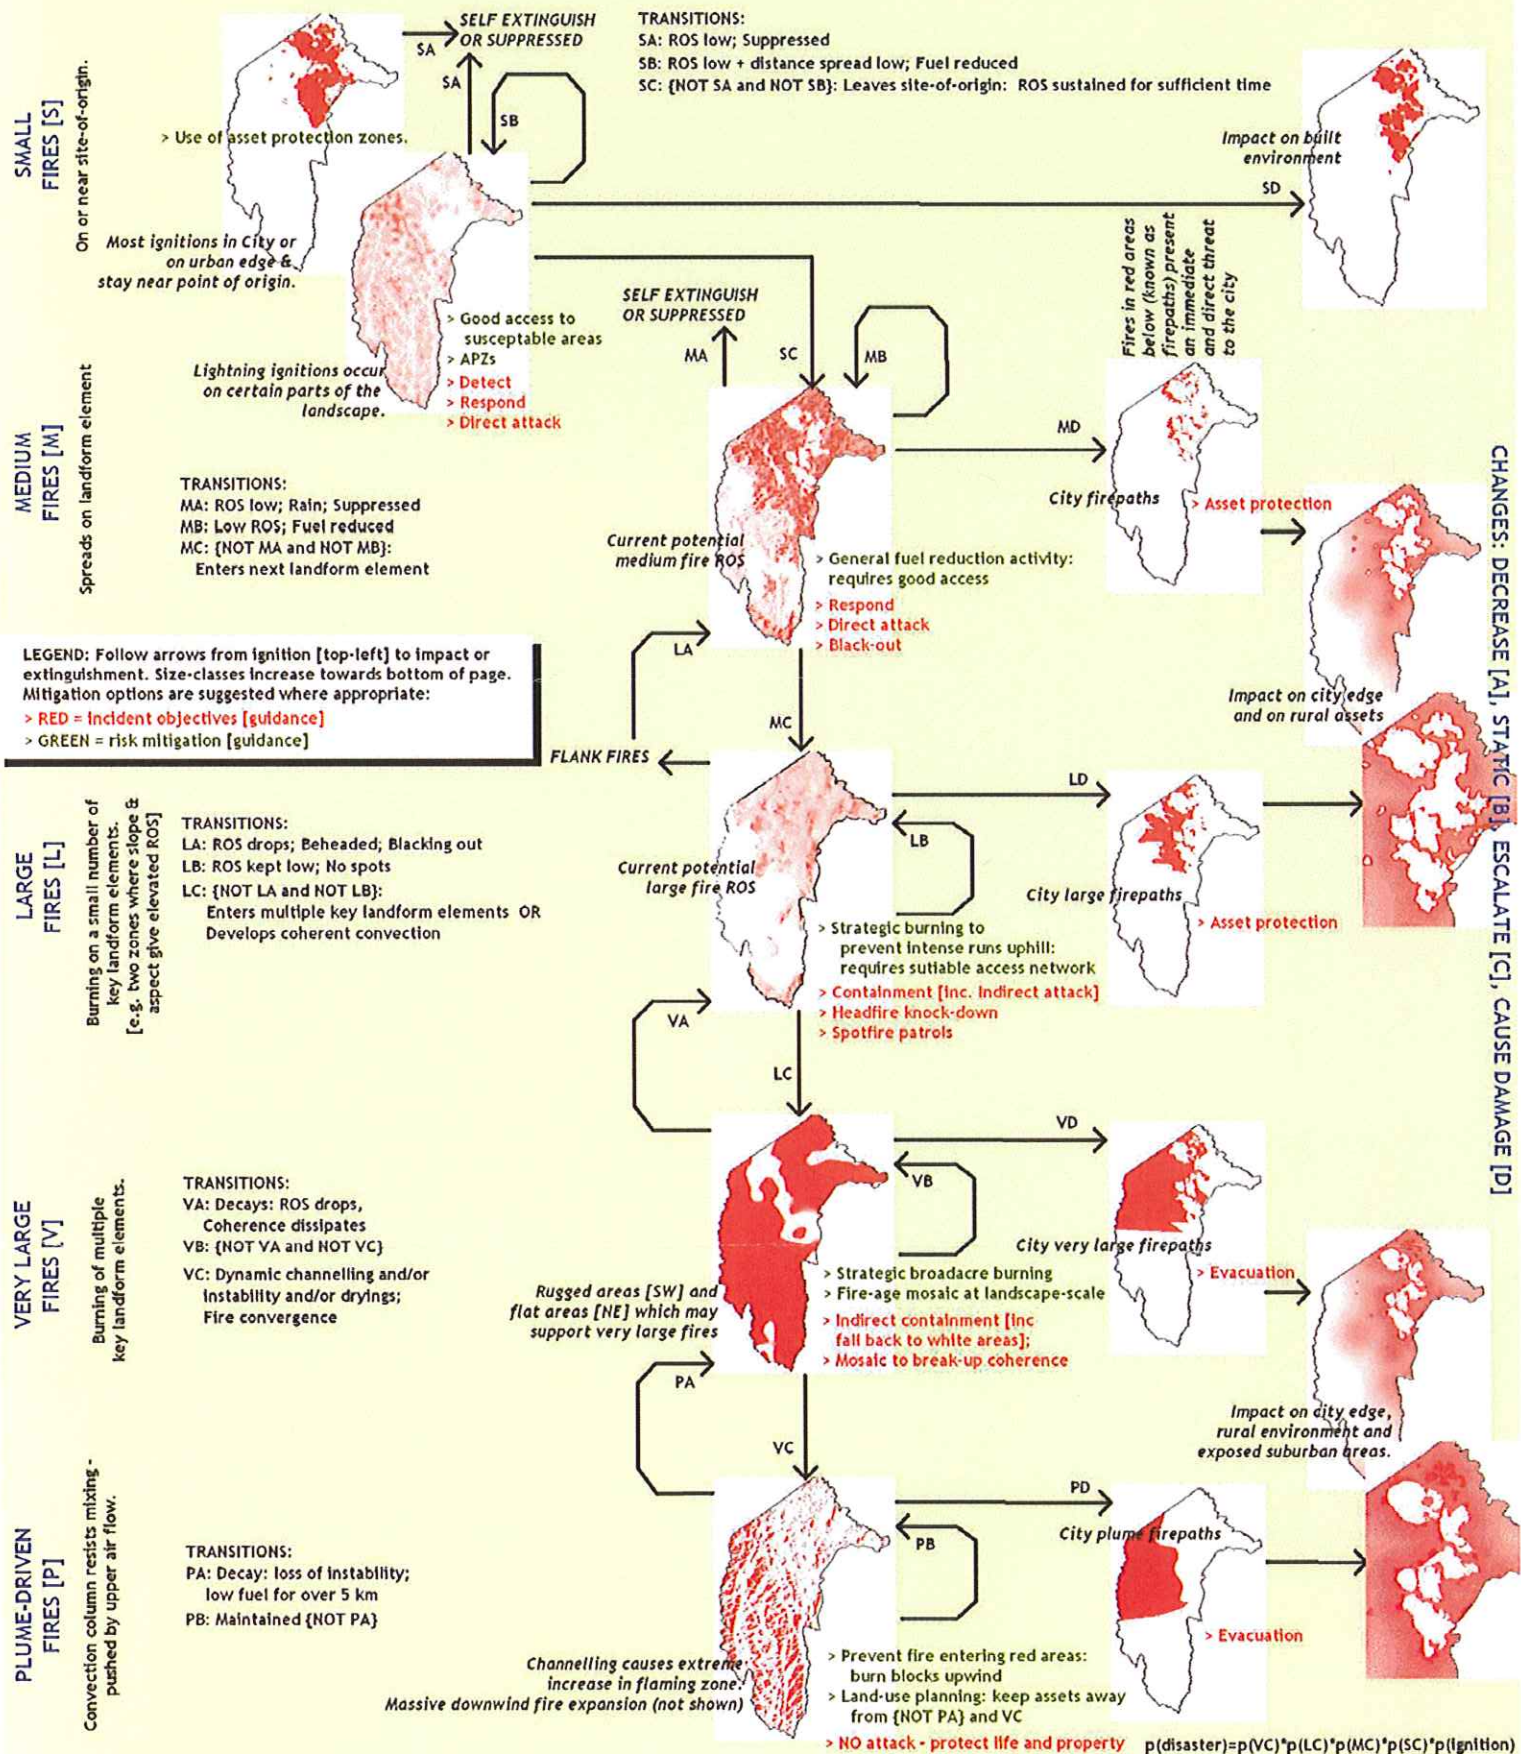 SMALL
FIRES [S]
On or near site-of-origin.
SA
SELF EXTINGUISH
OR SUPPRESSED
SA
SB
TRANSITIONS:
SA: ROS low; Suppressed
SB: ROS low + distance spread low; Fuel reduced
SC: {NOT SA and NOT SB}: Leaves site-of-origin: ROS sustained for sufficient time
> Use of asset protection zones.
Impact on built
environment
SD
Most ignitions in City or
on urban edge &
stay near point of origin.
Fires in red areas
below (known as
firepaths) present
an immediate
and direct threat
to the city
> Good access to
susceptable areas
> APZs
> Detect
> Respond
> Direct attack
Lightning ignitions occur
on certain parts of the
landscape.
SELF EXTINGUISH
OR SUPPRESSED
MA
SC
MB
MEDIUM
FIRES [M]
Spreads on landform element
TRANSITIONS:
MA: ROS low; Rain; Suppressed
MB: Low ROS; Fuel reduced
MC: {NOT MA and NOT MB}:
Enters next landform element
MD
City firepaths
> Asset protection
Current potential
medium fire ROS
> General fuel reduction activity:
requires good access
> Respond
> Direct attack
> Black-out
LA
LEGEND: Follow arrows from ignition [top-left] to impact or
extinguishment. Size-classes increase towards bottom of page.
Mitigation options are suggested where appropriate:
> RED = incident objectives [guidance]
> GREEN = risk mitigation [guidance]
MC
FLANK FIRES
Impact on city edge
and on rural assets
CHANGES: DECREASE [A], STATIC [B], ESCALATE [C], CAUSE DAMAGE [D]
LARGE
FIRES [L]
Burning on a small number of
key landform elements.
[e.g. two zones where slope &
aspect give elevated ROS]
TRANSITIONS:
LA: ROS drops; Beheaded; Blacking out
LB: ROS kept low; No spots
LC: {NOT LA and NOT LB}:
Enters multiple key landform elements OR
Develops coherent convection
LD
LB
Current potential
large fire ROS
City large firepaths
> Asset protection
> Strategic burning to
prevent intense runs uphill:
requires sutiable access network
> Containment [inc. Indirect attack]
> Headfire knock-down
> Spotfire patrols
VA
LC
VERY LARGE
FIRES [V]
Burning of multiple
key landform elements.
TRANSITIONS:
VA: Decays: ROS drops,
Coherence dissipates
VB: {NOT VA and NOT VC}
VC: Dynamic channelling and/or
instability and/or dryings;
Fire convergence
VD
VB
City very large firepaths
> Evacuation
Rugged areas [SW] and
flat areas [NE] which may
support very large fires
> Strategic broadacre burning
> Fire-age mosaic at landscape-scale
> Indirect containment [inc
fall back to white areas];
> Mosaic to break-up coherence
PA
VC
Impact on city edge,
rural environment and
exposed suburban areas.
PLUME-DRIVEN
FIRES [P]
Convection column resists mixing -
pushed by upper air flow.
TRANSITIONS:
PA: Decay: loss of instability;
low fuel for over 5 km
PB: Maintained {NOT PA}
PD
PB
City plume firepaths
> Evacuation
Channelling causes extreme
increase in flaming zone.
Massive downwind fire expansion (not shown)
> Prevent fire entering red areas:
burn blocks upwind
> Land-use planning: keep assets away
from {NOT PA} and VC
> NO attack - protect life and property
p(disaster)=p(VC)*p(LC)*p(MC)*p(SC)*p(ignition)